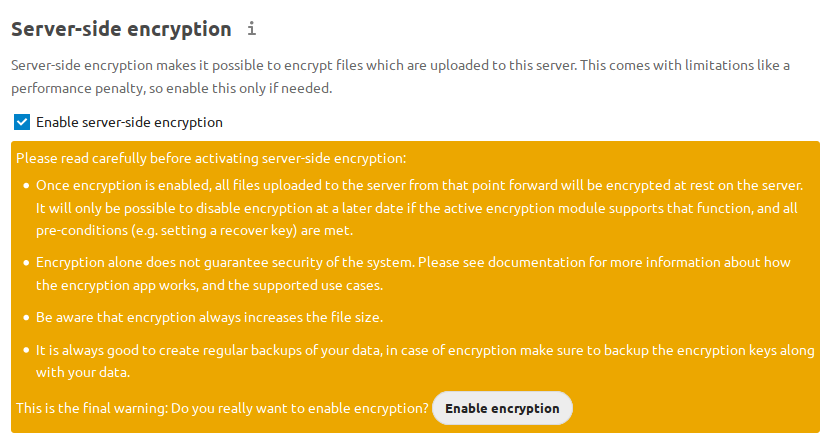 Server-side encryption i
Server-side encryption makes it possible to encrypt files which are uploaded to this server. This comes with limitations like a
performance penalty, so enable this only if needed.
Enable server-side encryption
Please read carefully before activating server-side encryption:
• Once encryption is enabled, all files uploaded to the server from that point forward will be encrypted at rest on the server.
It will only be possible to disable encryption at a later date if the active encryption module supports that function, and all
pre-conditions (e.g. setting a recover key) are met.
• Encryption alone does not guarantee security of the system. Please see documentation for more information about how
the encryption app works, and the supported use cases.
• Be aware that encryption always increases the file size.
• It is always good to create regular backups of your data, in case of encryption make sure to backup the encryption keys along
with your data.
This is the final warning: Do you really want to enable encryption? Enable encryption